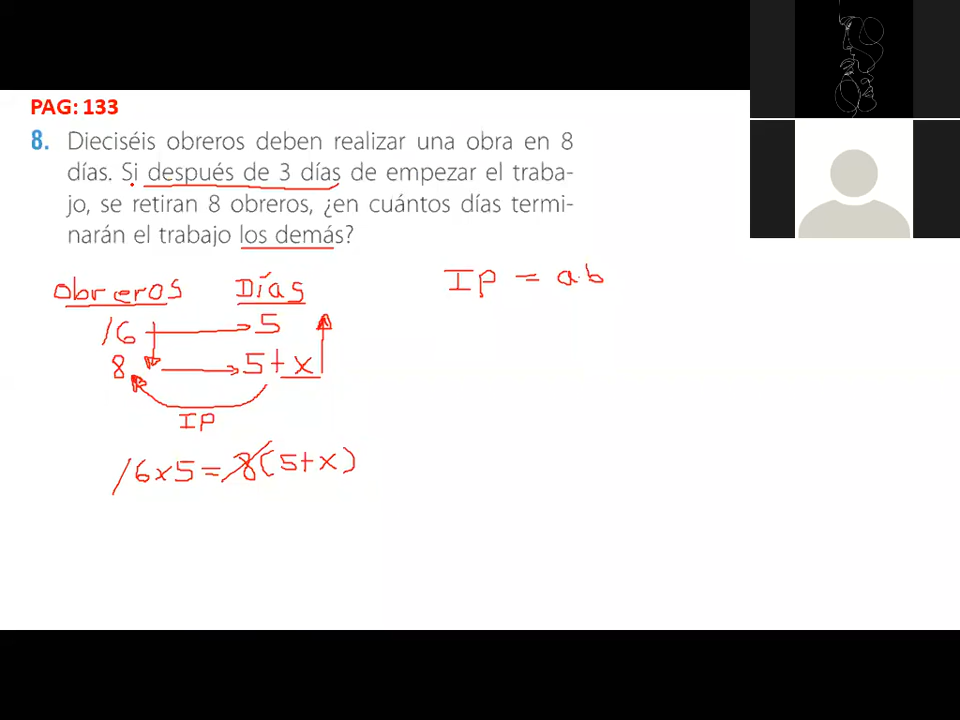 PAG: 133
8. Dieciséis obreros deben realizar una obra en 8
días. Si después de 3 días de empezar el traba-
jo, se retiran 8 obreros, ¿en cuántos días termi-
narán el trabajo los demás?
IP = a.b
Obreros Días
16 5
8 5+x
IP
16x5=8(5+x)